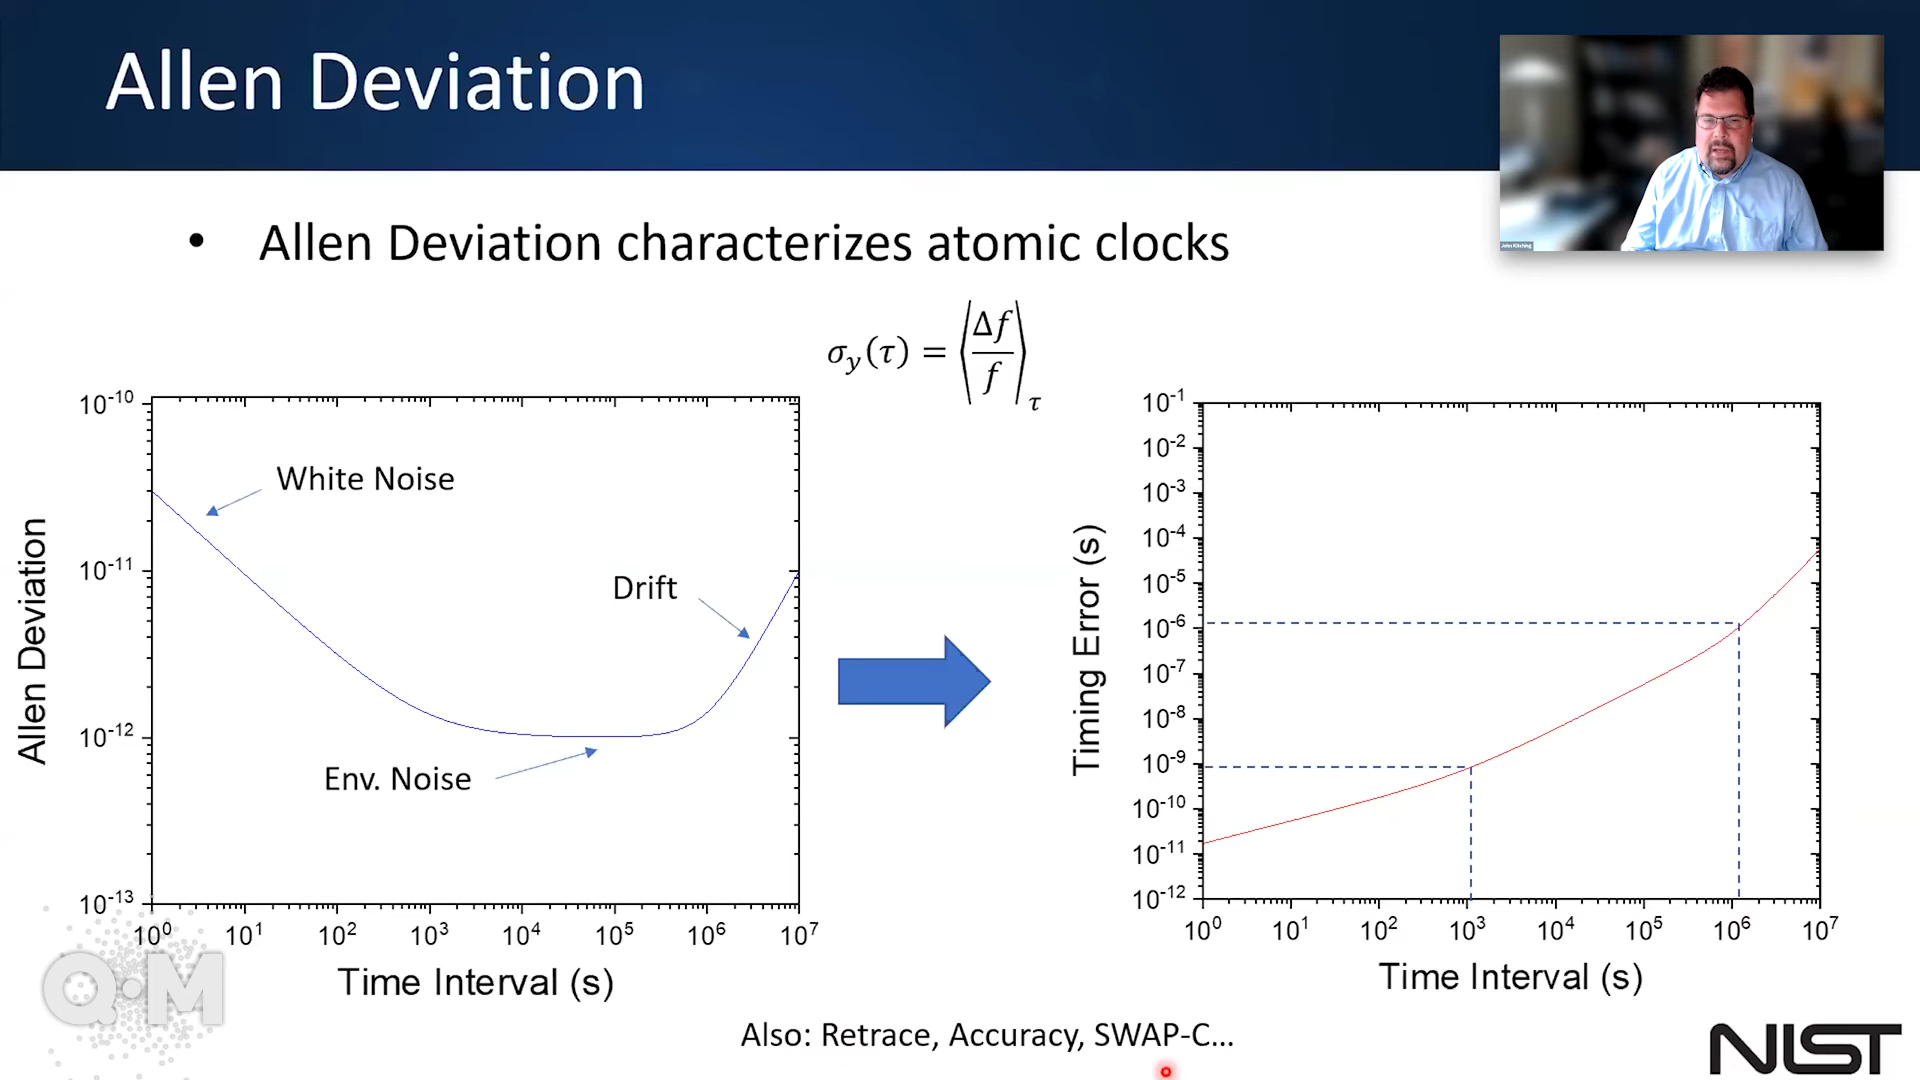 Allen Deviation
John Kitching
• Allen Deviation characterizes atomic clocks
σy(τ) = ⟨Δf/f⟩τ
10⁻¹⁰
10⁻¹¹
10⁻¹²
10⁻¹³
Allen Deviation
White Noise
Drift
Env. Noise
10⁰ 10¹ 10² 10³ 10⁴ 10⁵ 10⁶ 10⁷
Time Interval (s)
10⁻¹
10⁻²
10⁻³
10⁻⁴
10⁻⁵
10⁻⁶
10⁻⁷
10⁻⁸
10⁻⁹
10⁻¹⁰
10⁻¹¹
10⁻¹²
Timing Error (s)
10⁰ 10¹ 10² 10³ 10⁴ 10⁵ 10⁶ 10⁷
Time Interval (s)
Q·M
Also: Retrace, Accuracy, SWAP-C...
NIST